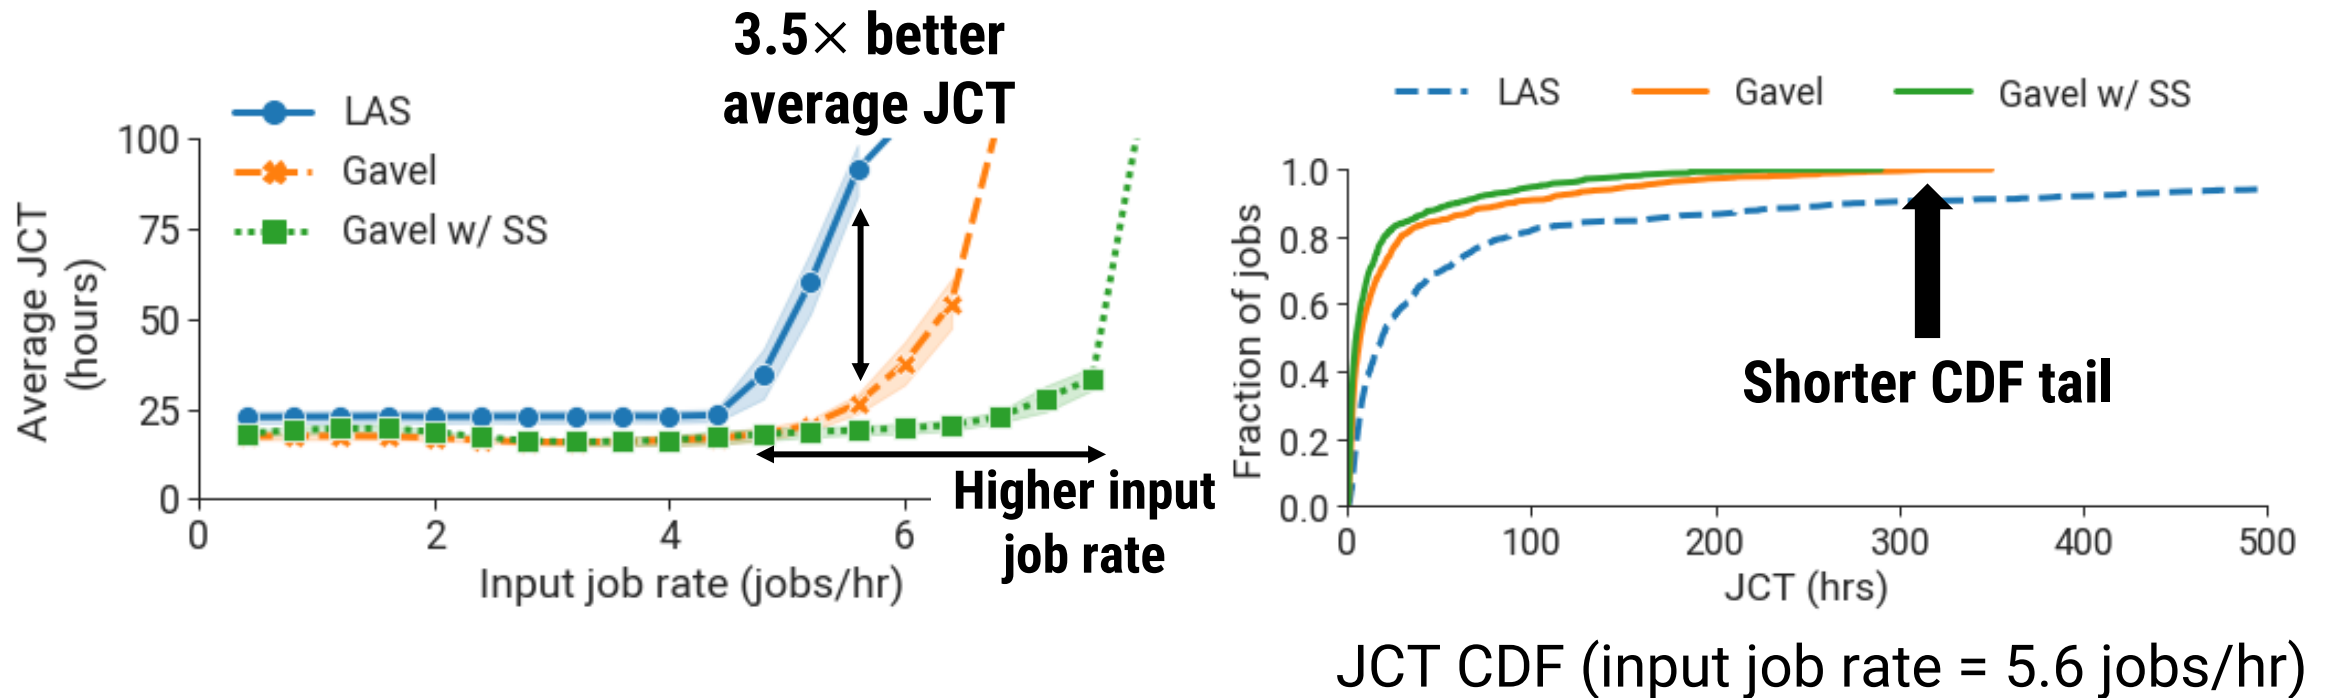 3.5× better
average JCT
LAS
Gavel
Gavel w/ SS
100
75
50
25
0
Average JCT
(hours)
0 2 4 6
Input job rate (jobs/hr)
Higher input
job rate
LAS Gavel Gavel w/ SS
1.0
0.8
0.6
0.4
0.2
0.0
Fraction of jobs
Shorter CDF tail
0 100 200 300 400 500
JCT (hrs)
JCT CDF (input job rate = 5.6 jobs/hr)